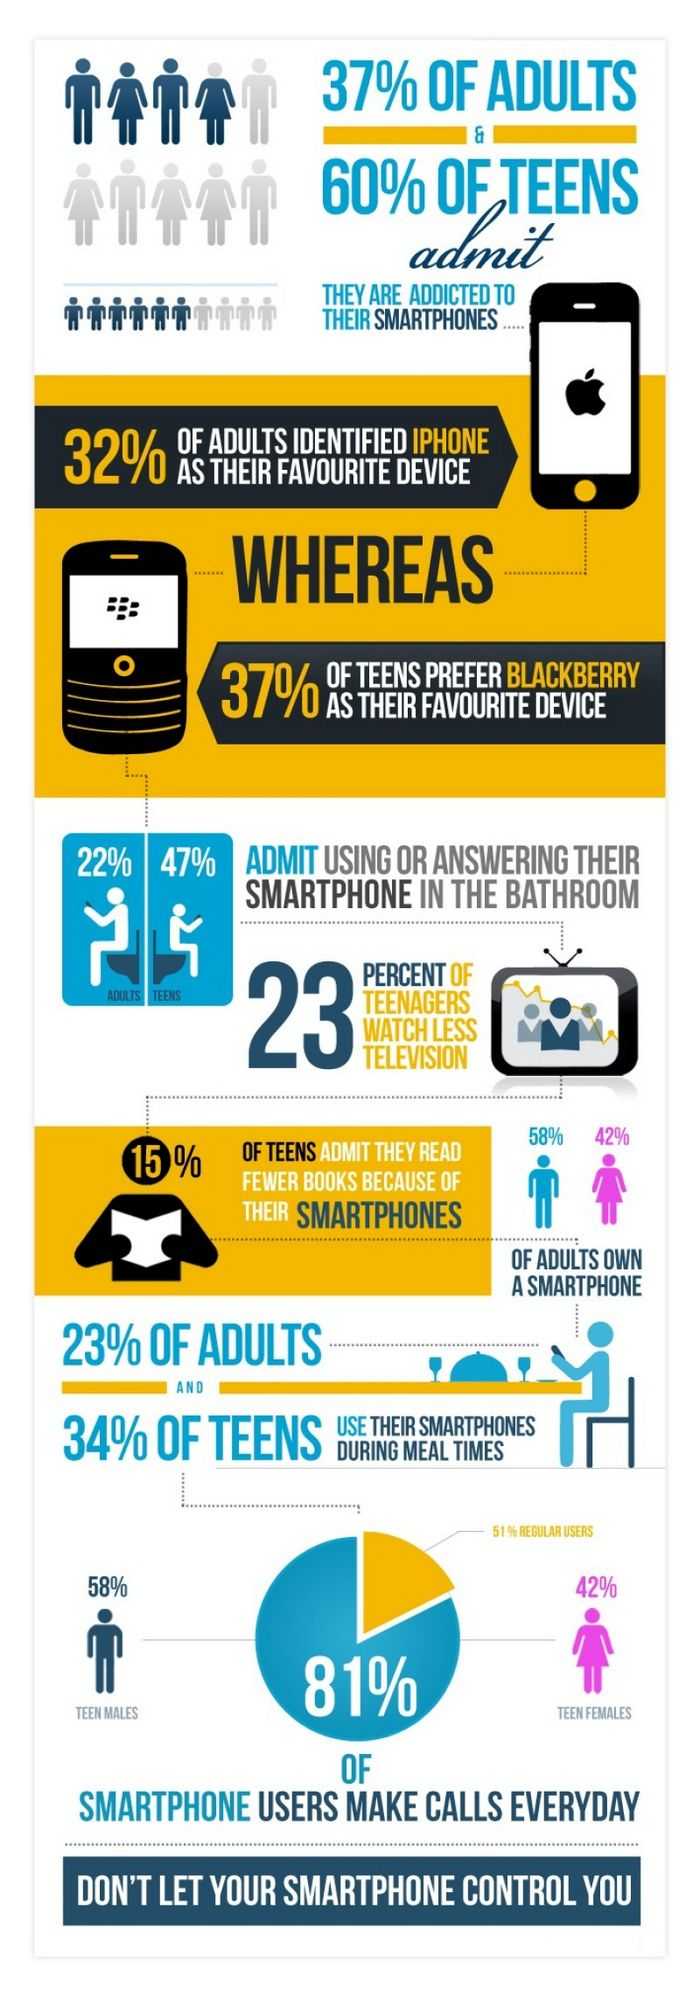 37% OF ADULTS
&
60% OF TEENS
admit
THEY ARE ADDICTED TO
THEIR SMARTPHONES
32% OF ADULTS IDENTIFIED IPHONE
AS THEIR FAVOURITE DEVICE
WHEREAS
37% OF TEENS PREFER BLACKBERRY
AS THEIR FAVOURITE DEVICE
22% 47%
ADULTS TEENS
ADMIT USING OR ANSWERING THEIR
SMARTPHONE IN THE BATHROOM
23 PERCENT OF
TEENAGERS
WATCH LESS
TELEVISION
15%
OF TEENS ADMIT THEY READ
FEWER BOOKS BECAUSE OF
THEIR SMARTPHONES
58% 42%
OF ADULTS OWN
A SMARTPHONE
23% OF ADULTS
AND
34% OF TEENS
USE THEIR SMARTPHONES
DURING MEAL TIMES
51% REGULAR USERS
58%
TEEN MALES
42%
TEEN FEMALES
81%
OF
SMARTPHONE USERS MAKE CALLS EVERYDAY
DON'T LET YOUR SMARTPHONE CONTROL YOU